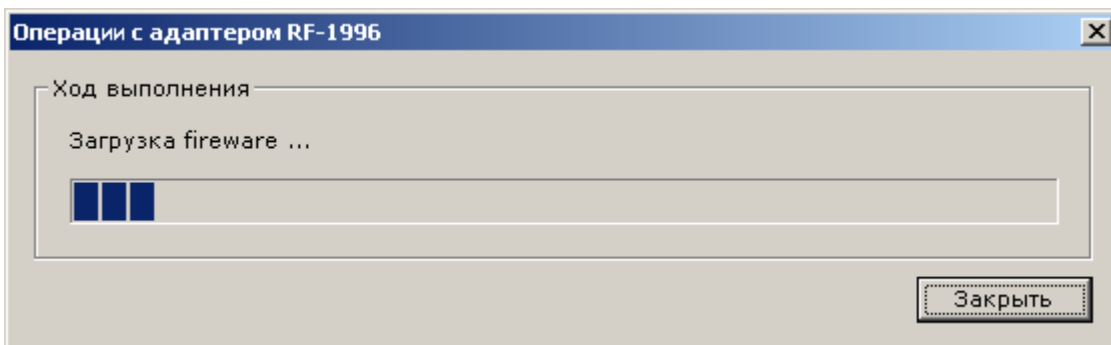 Операции с адаптером RF-1996
Ход выполнения
Загрузка fireware ...
Закрыть